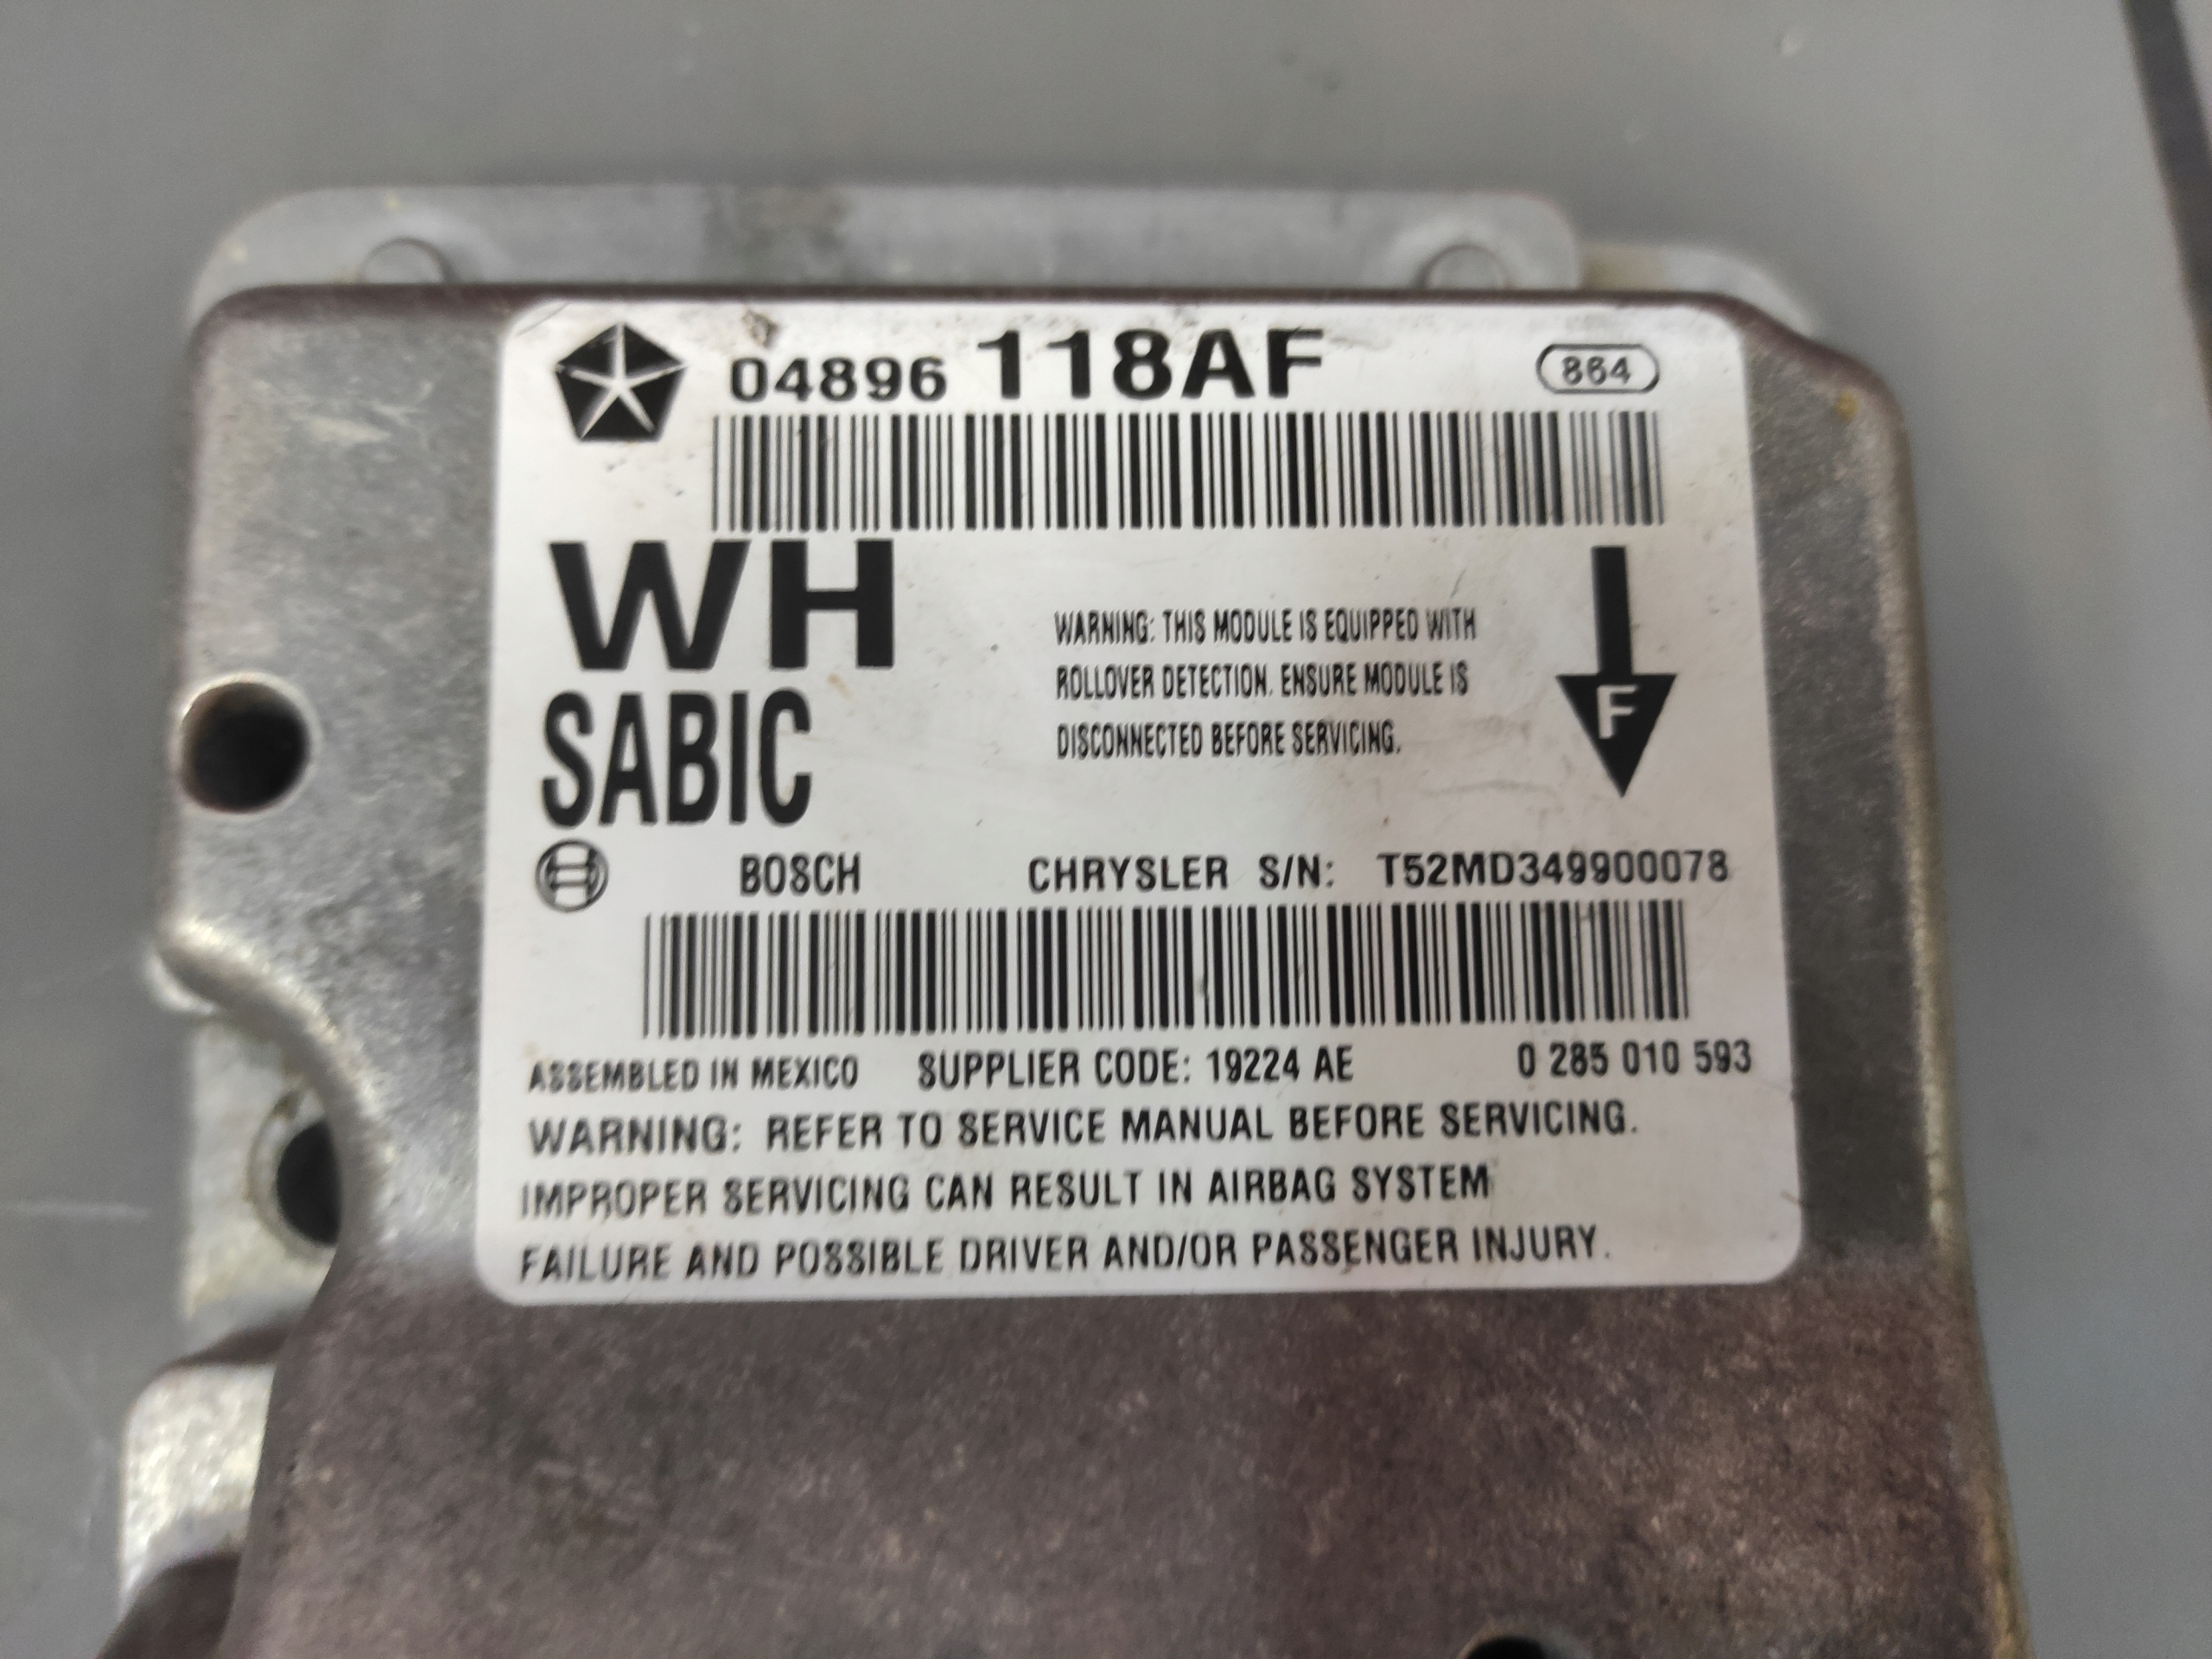 04896 118AF 864
WH
SABIC
WARNING: THIS MODULE IS EQUIPPED WITH
ROLLOVER DETECTION. ENSURE MODULE IS
DISCONNECTED BEFORE SERVICING.
F
BOSCH CHRYSLER S/N: T52MD349900078
ASSEMBLED IN MEXICO SUPPLIER CODE: 19224 AE 0 285 010 593
WARNING: REFER TO SERVICE MANUAL BEFORE SERVICING.
IMPROPER SERVICING CAN RESULT IN AIRBAG SYSTEM
FAILURE AND POSSIBLE DRIVER AND/OR PASSENGER INJURY.